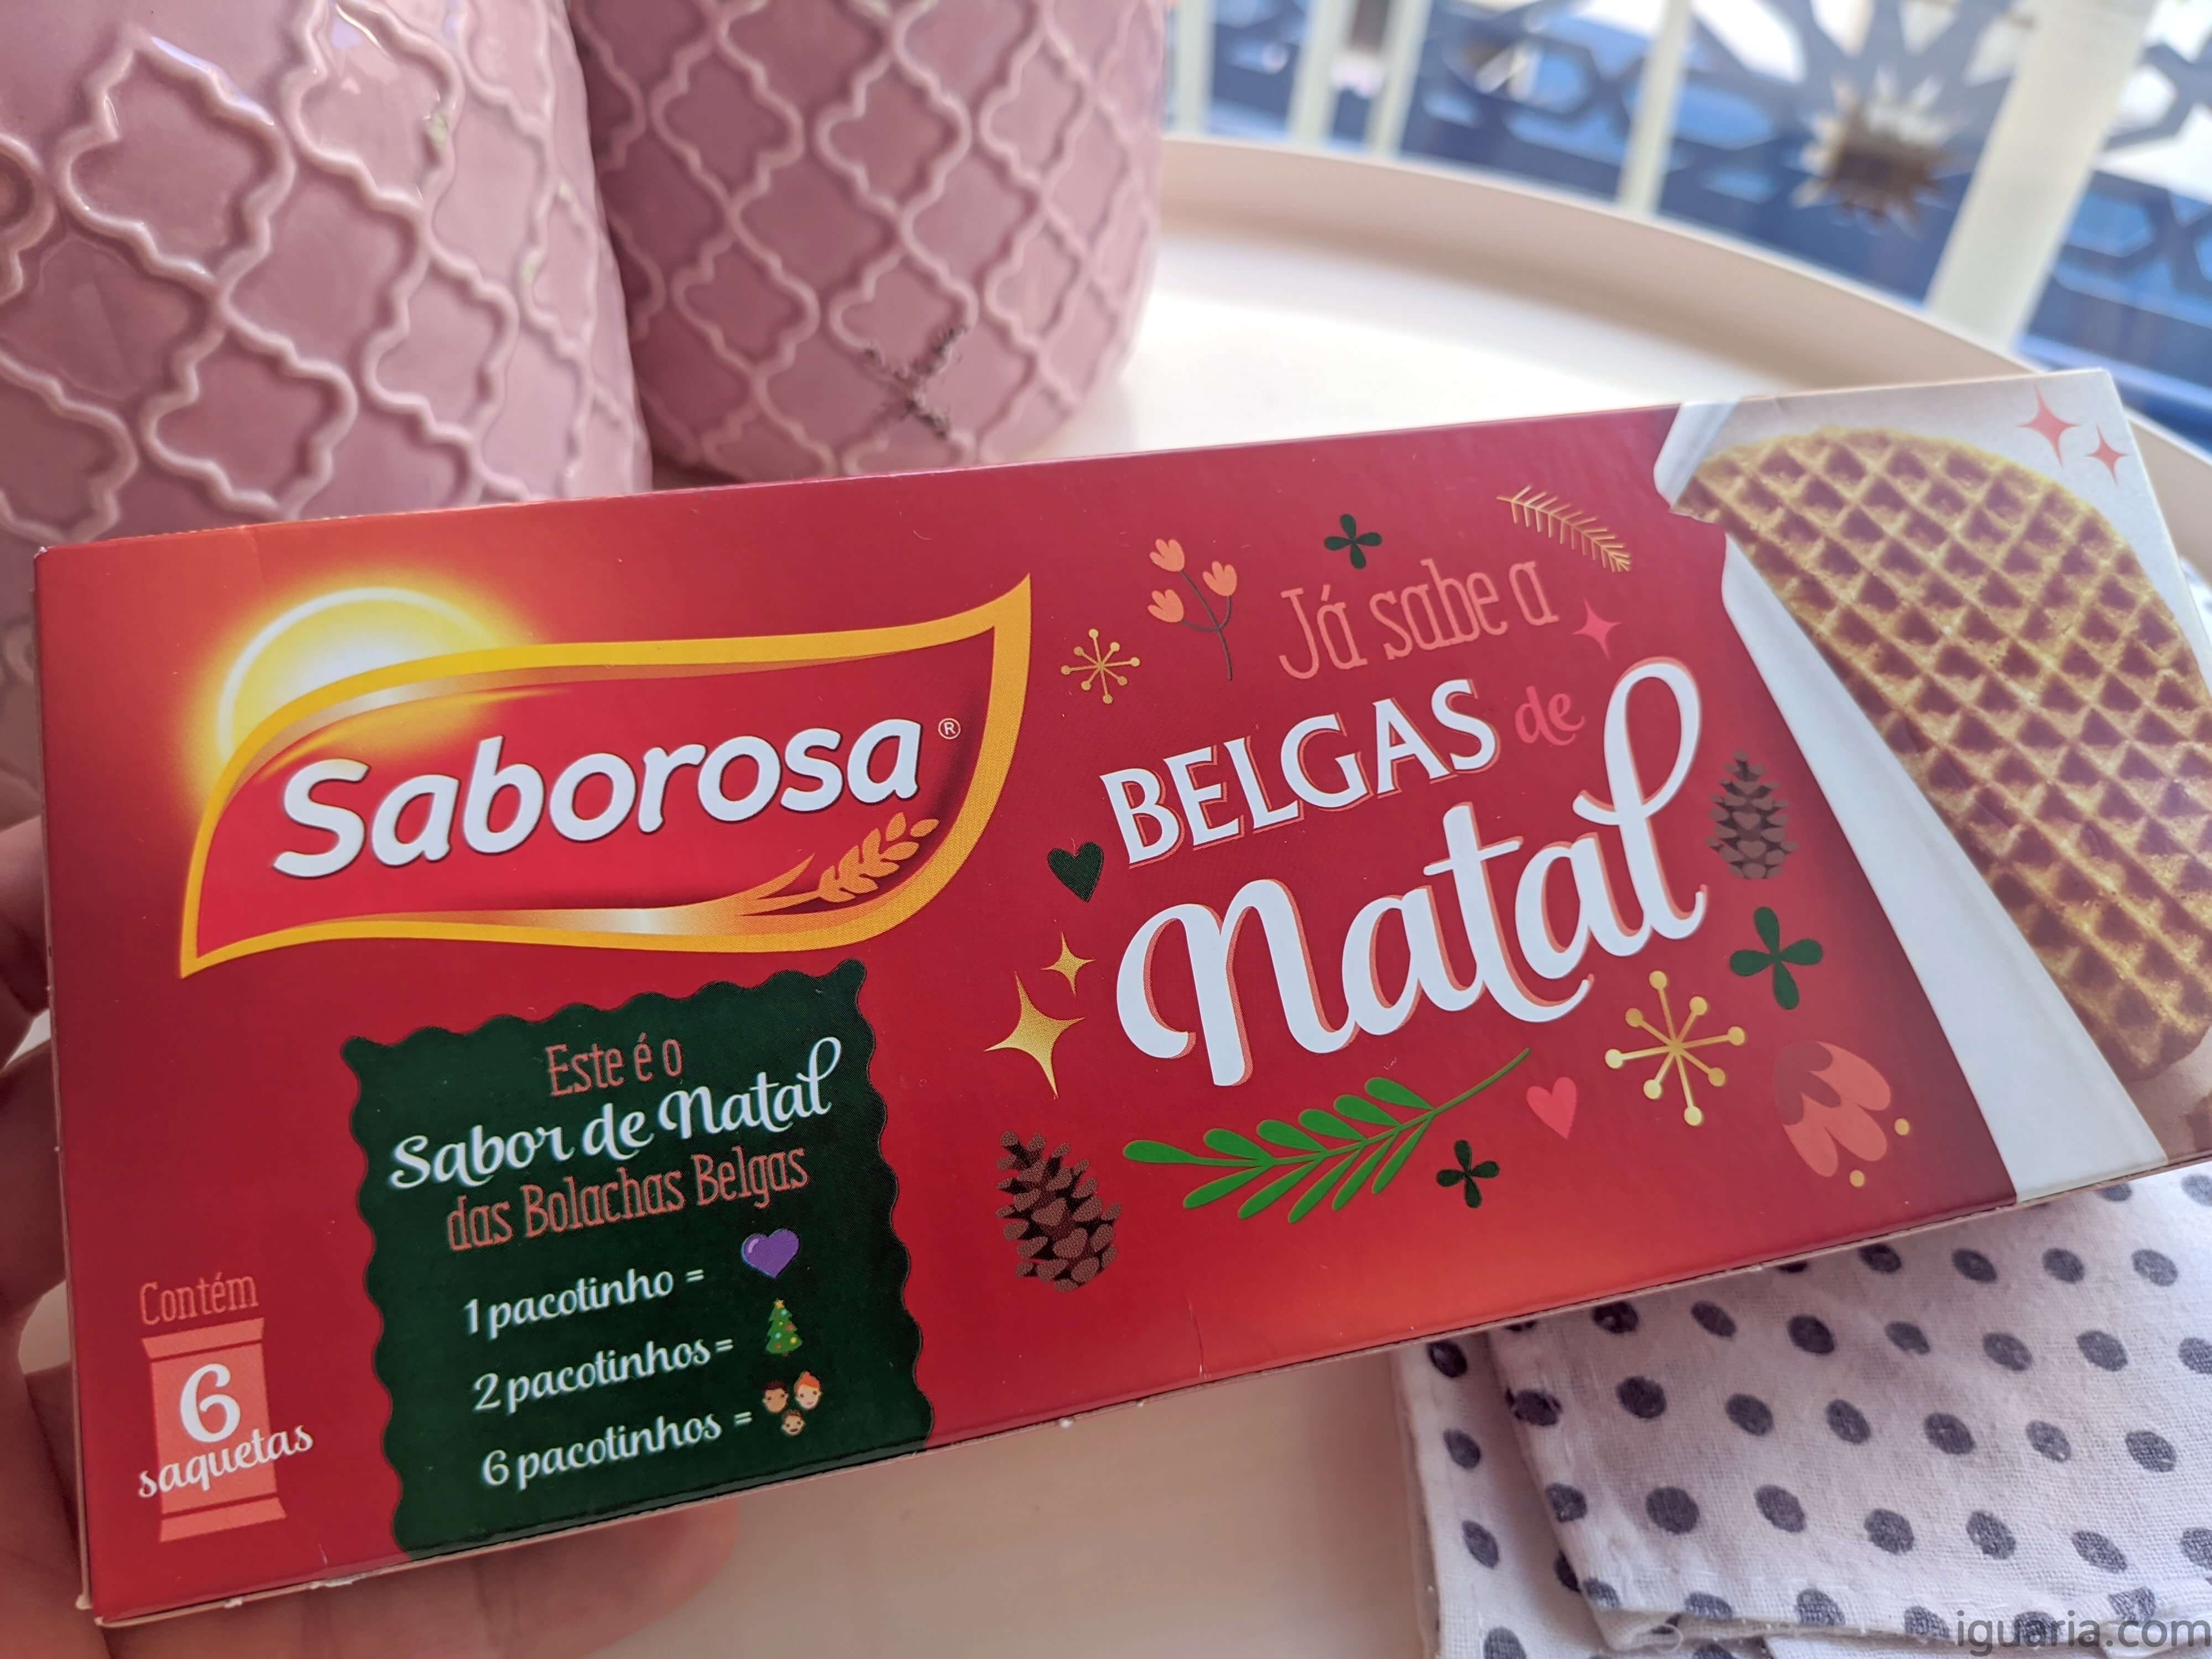 Saborosa®
Já sabe a
BELGAS de
Natal
Este é o
Sabor de Natal
das Bolachas Belgas
1 pacotinho =
2 pacotinhos =
6 pacotinhos =
Contém
6
saquetas
iguaria.com